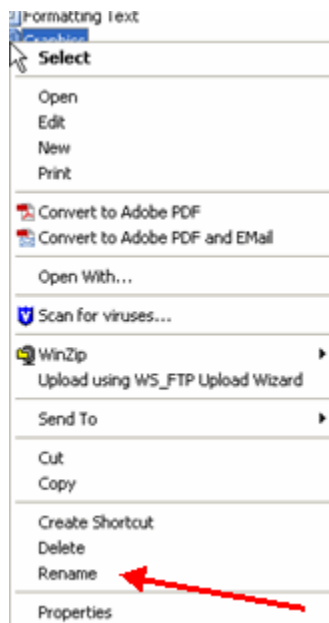 Formatting Text
Graphics
Select
Open
Edit
New
Print
Convert to Adobe PDF
Convert to Adobe PDF and EMail
Open With...
Scan for viruses...
WinZip
Upload using WS_FTP Upload Wizard
Send To
Cut
Copy
Create Shortcut
Delete
Rename
Properties